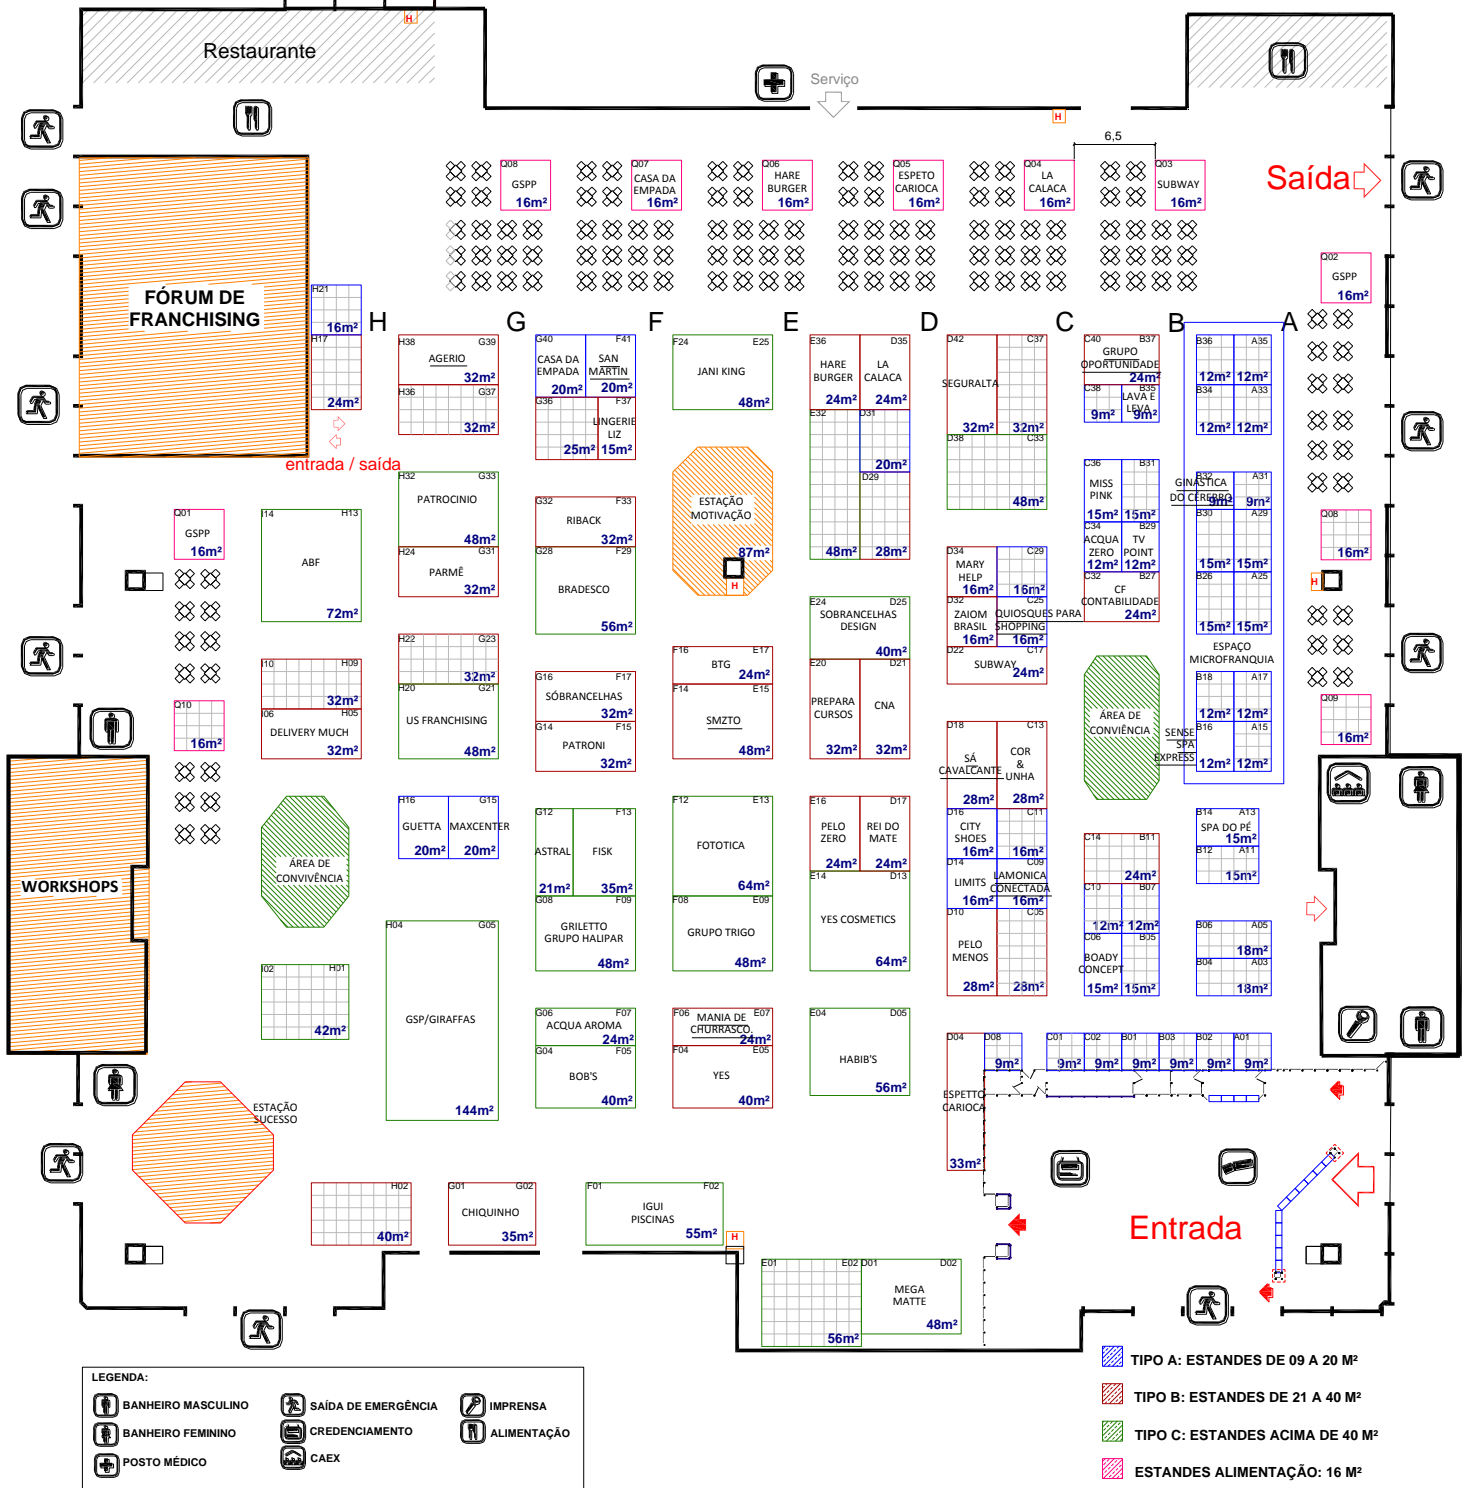 H
Restaurante
Serviço
H
6,5
Q08
GSPP
16m²
Q07
CASA DA
EMPADA
16m²
Q06
HARE
BURGER
16m²
Q05
ESPETO
CARIOCA
16m²
Q04
LA
CALACA
16m²
Q03
SUBWAY
16m²
Saída
Q02
GSPP
16m²
FÓRUM DE
FRANCHISING
H21
16m²
H17
24m²
entrada / saída
H
G
F
E
D
C
B
A
H38
G39
AGERIO
32m²
H36
G37
32m²
H32
G33
PATROCINIO
48m²
H24
G31
PARMÊ
32m²
H22
G23
32m²
H20
G21
US FRANCHISING
48m²
H16
GUETTA
20m²
G15
MAXCENTER
20m²
H04
G05
GSP/GIRAFFAS
144m²
G40
CASA DA
EMPADA
20m²
F41
SAN
MARTIN
20m²
G36
25m²
F37
LINGERIE
LIZ
15m²
G32
F33
RIBACK
32m²
G28
F29
BRADESCO
56m²
G16
F17
SÓBRANCELHAS
32m²
G14
F15
PATRONI
32m²
G12
ASTRAL
21m²
F13
FISK
35m²
G08
F09
GRILETTO
GRUPO HALIPAR
48m²
G06
F07
ACQUA AROMA
24m²
G04
F05
BOB'S
40m²
F24
E25
JANI KING
48m²
ESTAÇÃO
MOTIVAÇÃO
87m²
H
F16
E17
BTG
24m²
F14
E15
SMZTO
48m²
F12
E13
FOTOTICA
64m²
F08
E09
GRUPO TRIGO
48m²
F06
E07
MANIA DE
CHURRASCO.
24m²
F04
E05
YES
40m²
E36
HARE
BURGER
24m²
D35
LA
CALACA
24m²
E32
48m²
D31
20m²
D29
28m²
E24
D25
SOBRANCELHAS
DESIGN
40m²
E20
PREPARA
CURSOS
32m²
D21
CNA
32m²
E16
PELO
ZERO
24m²
D17
REI DO
MATE
24m²
E14
D13
YES COSMETICS
64m²
E04
D05
HABIB'S
56m²
D42
SEGURALTA
32m²
C37
32m²
D38
C33
48m²
D34
MARY
HELP
16m²
C29
16m²
D32
ZAIOM
BRASIL
16m²
C25
QUIOSQUES PARA
SHOPPING
16m²
D22
C17
SUBWAY
24m²
D18
SÁ
CAVALCANTE
28m²
C13
COR
&
UNHA
28m²
D16
CITY
SHOES
16m²
C11
16m²
D14
LIMITS
16m²
C09
LAMONICA
CONECTADA
16m²
D10
PELO
MENOS
28m²
C05
28m²
D04
ESPETTO
CARIOCA
33m²
D08
9m²
C40
B37
GRUPO
OPORTUNIDADE
24m²
C38
9m²
B35
LAVA E
LEVA
9m²
C36
MISS
PINK
15m²
B31
15m²
C34
ACQUA
ZERO
12m²
B29
TV
POINT
12m²
C32
B27
CF
CONTABILIDADE
24m²
ÁREA DE
CONVIÊNCIA
C14
B11
24m²
C10
12m²
B07
12m²
C06
BOADY
CONCEPT
15m²
B05
15m²
C01
9m²
C02
9m²
B01
9m²
B03
9m²
B02
9m²
A01
9m²
B36
12m²
A35
12m²
B34
12m²
A33
12m²
B32
A31
GINÁSTICA
DO CÉREBRO
9m²
9m²
B30
15m²
A29
15m²
B26
15m²
A25
15m²
ESPAÇO
MICROFRANQUIA
B18
12m²
A17
12m²
B16
SENSE
SPA
EXPRESS
12m²
A15
12m²
B14
A13
SPA DO PÉ
15m²
B12
A11
15m²
B06
A05
18m²
B04
A03
18m²
Q08
16m²
H
Q09
16m²
Q01
GSPP
16m²
I14
H13
ABF
72m²
I10
H09
32m²
I06
H05
DELIVERY MUCH
32m²
Q10
16m²
WORKSHOPS
ÁREA DE
CONVIVÊNCIA
I02
H01
42m²
ESTAÇÃO
SUCESSO
H02
40m²
G01
G02
CHIQUINHO
35m²
F01
F02
IGUI
PISCINAS
55m²
H
E01
E02
56m²
D01
D02
MEGA
MATTE
48m²
Entrada
LEGENDA:
BANHEIRO MASCULINO
BANHEIRO FEMININO
POSTO MÉDICO
SAÍDA DE EMERGÊNCIA
CREDENCIAMENTO
CAEX
IMPRENSA
ALIMENTAÇÃO
TIPO A: ESTANDES DE 09 A 20 M²
TIPO B: ESTANDES DE 21 A 40 M²
TIPO C: ESTANDES ACIMA DE 40 M²
ESTANDES ALIMENTAÇÃO: 16 M²